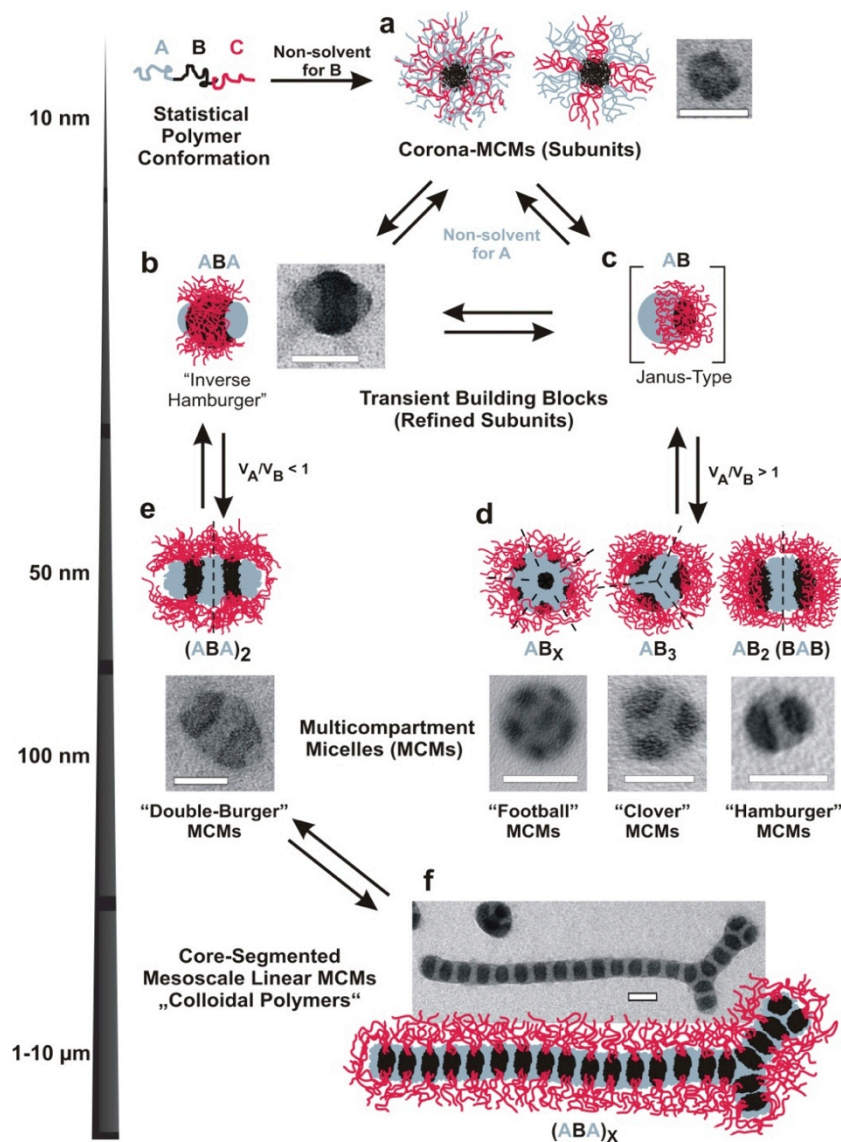 a
A B C
Non-solvent
for B
Statistical
Polymer
Conformation
10 nm
Corona-MCMs (Subunits)
Non-solvent
for A
b
ABA
"Inverse
Hamburger"
c
AB
Janus-Type
Transient Building Blocks
(Refined Subunits)
VA/VB < 1
VA/VB > 1
e
d
50 nm
(ABA)2
ABX
AB3
AB2 (BAB)
Multicompartment
Micelles (MCMs)
100 nm
"Double-Burger"
MCMs
"Football"
MCMs
"Clover"
MCMs
"Hamburger"
MCMs
f
Core-Segmented
Mesoscale Linear MCMs
„Colloidal Polymers“
1-10 µm
(ABA)X